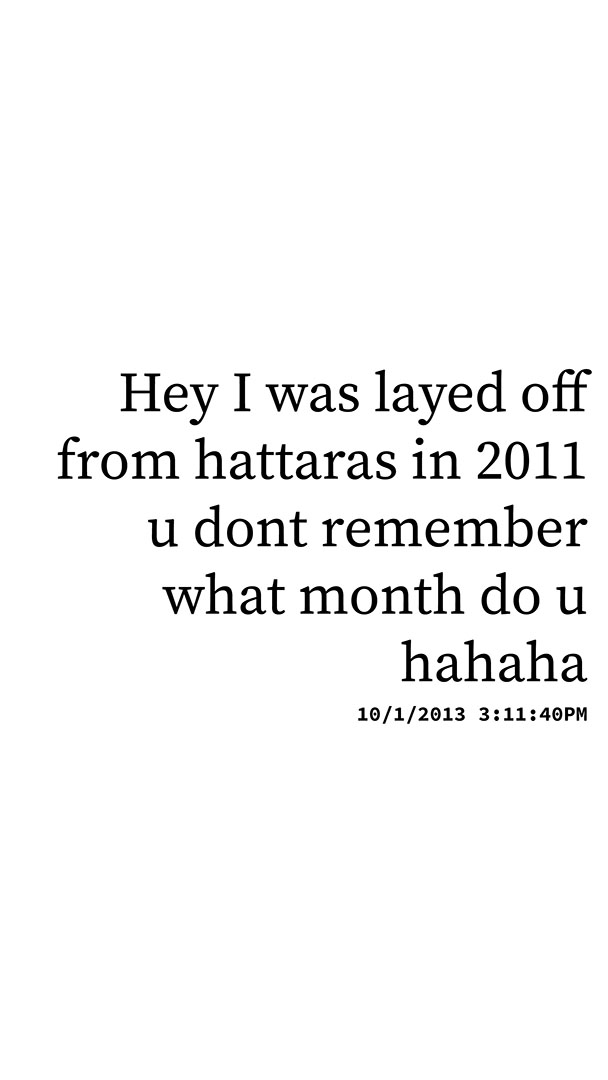 Hey I was layed off
from hattaras in 2011
u dont remember
what month do u
hahaha
10/1/2013 3:11:40PM